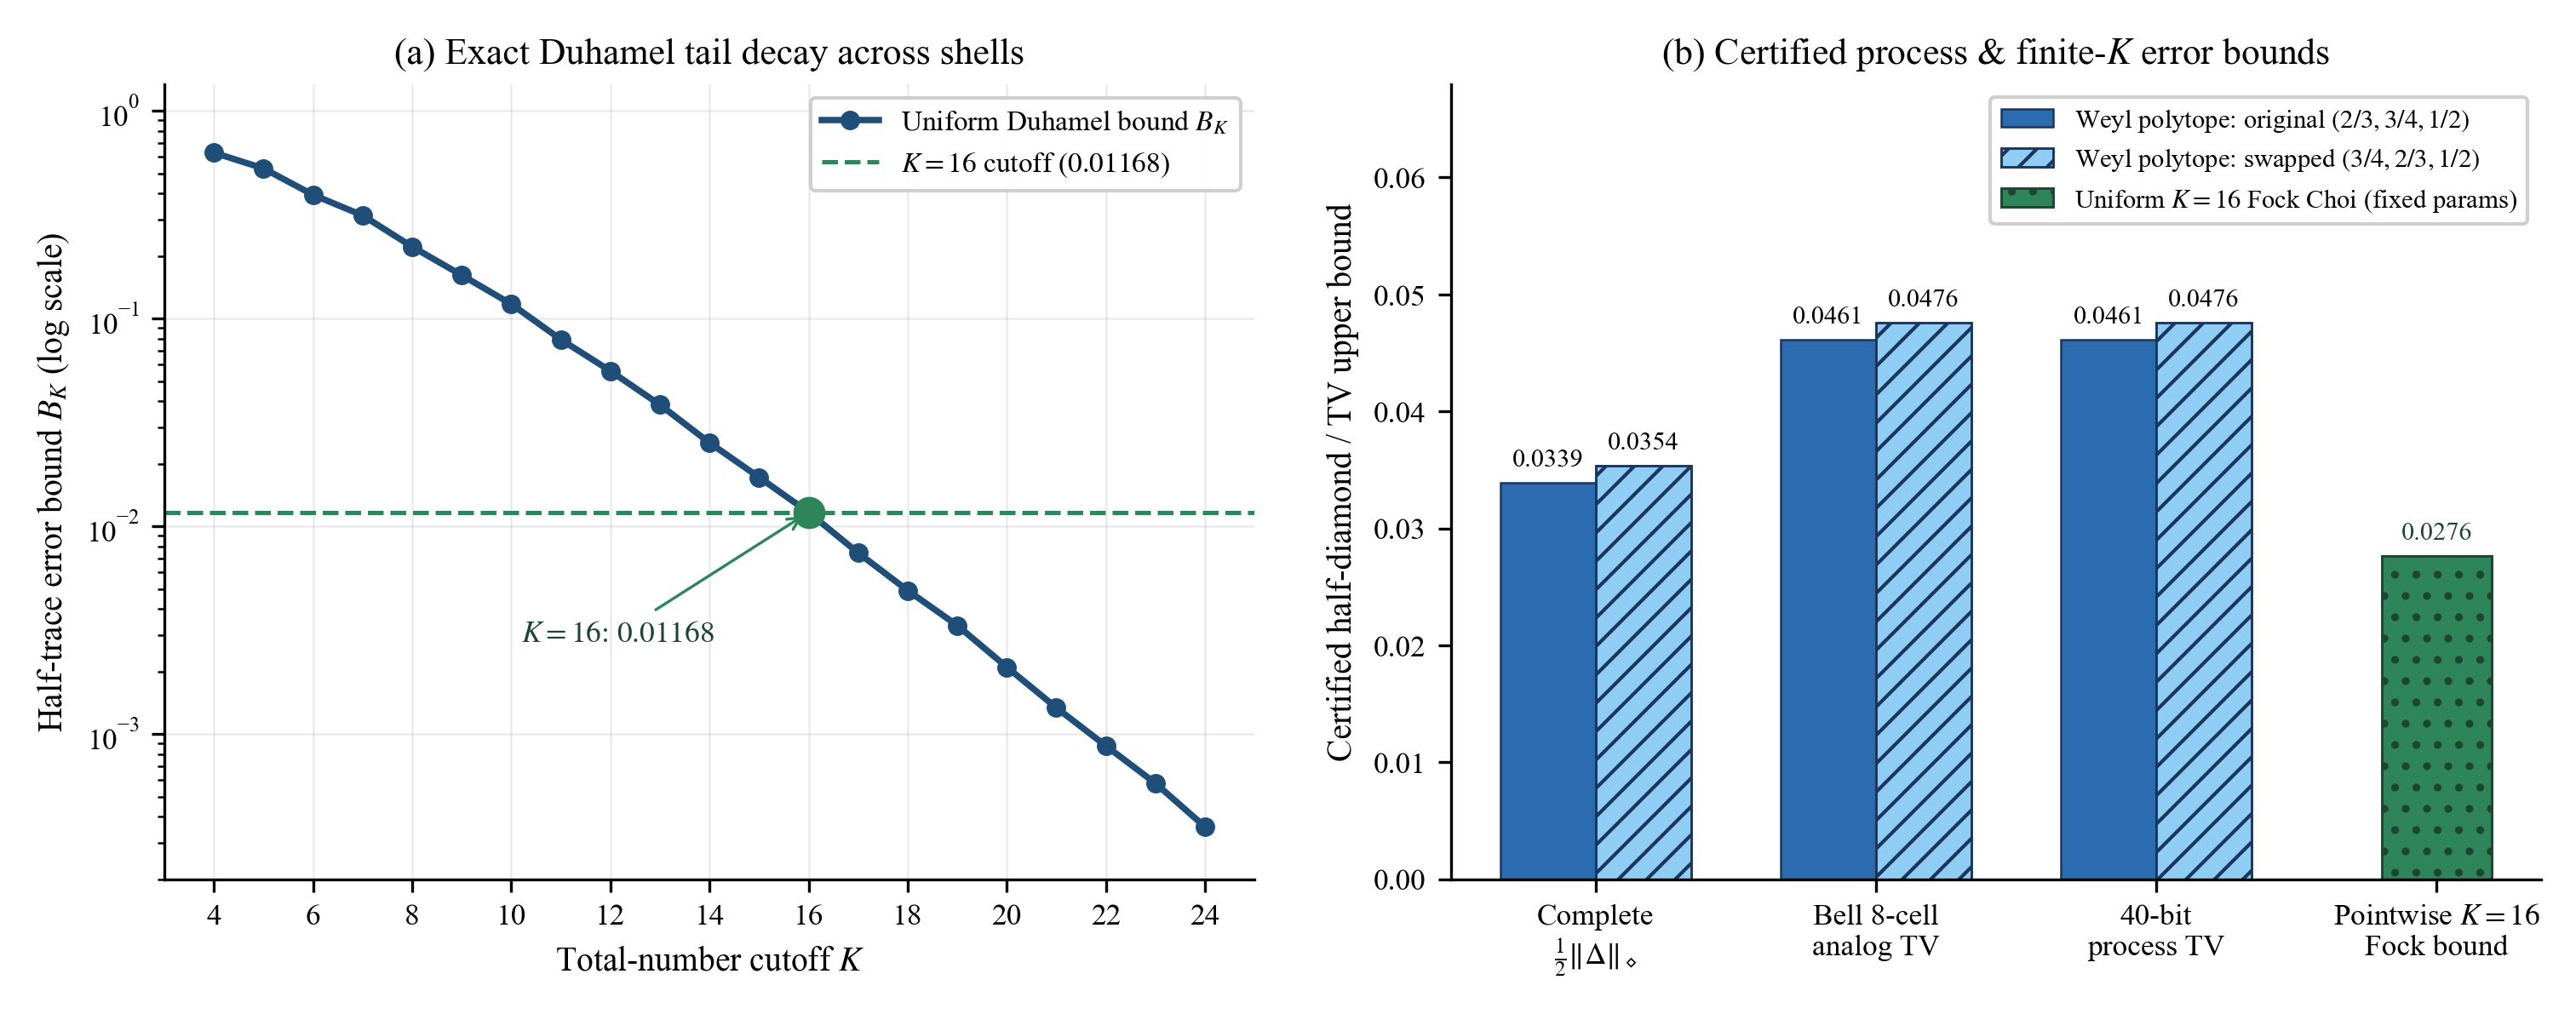 (a) Exact Duhamel tail decay across shells
Uniform Duhamel bound B_K
K = 16 cutoff (0.01168)
10^0
10^−1
10^−2
10^−3
Half-trace error bound B_K (log scale)
K = 16: 0.01168
4 6 8 10 12 14 16 18 20 22 24
Total-number cutoff K
(b) Certified process & finite-K error bounds
Weyl polytope: original (2/3, 3/4, 1/2)
Weyl polytope: swapped (3/4, 2/3, 1/2)
Uniform K = 16 Fock Choi (fixed params)
0.06
0.05
0.04
0.03
0.02
0.01
0.00
Certified half-diamond / TV upper bound
0.0339
0.0354
0.0461
0.0476
0.0461
0.0476
0.0276
Complete
½‖Δ‖⋄
Bell 8-cell
analog TV
40-bit
process TV
Pointwise K = 16
Fock bound